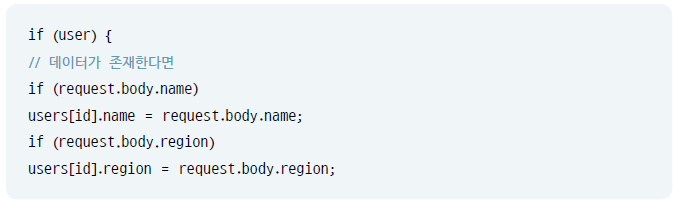 if (user) {
// 데이터가 존재한다면
if (request.body.name)
users[id].name = request.body.name;
if (request.body.region)
users[id].region = request.body.region;